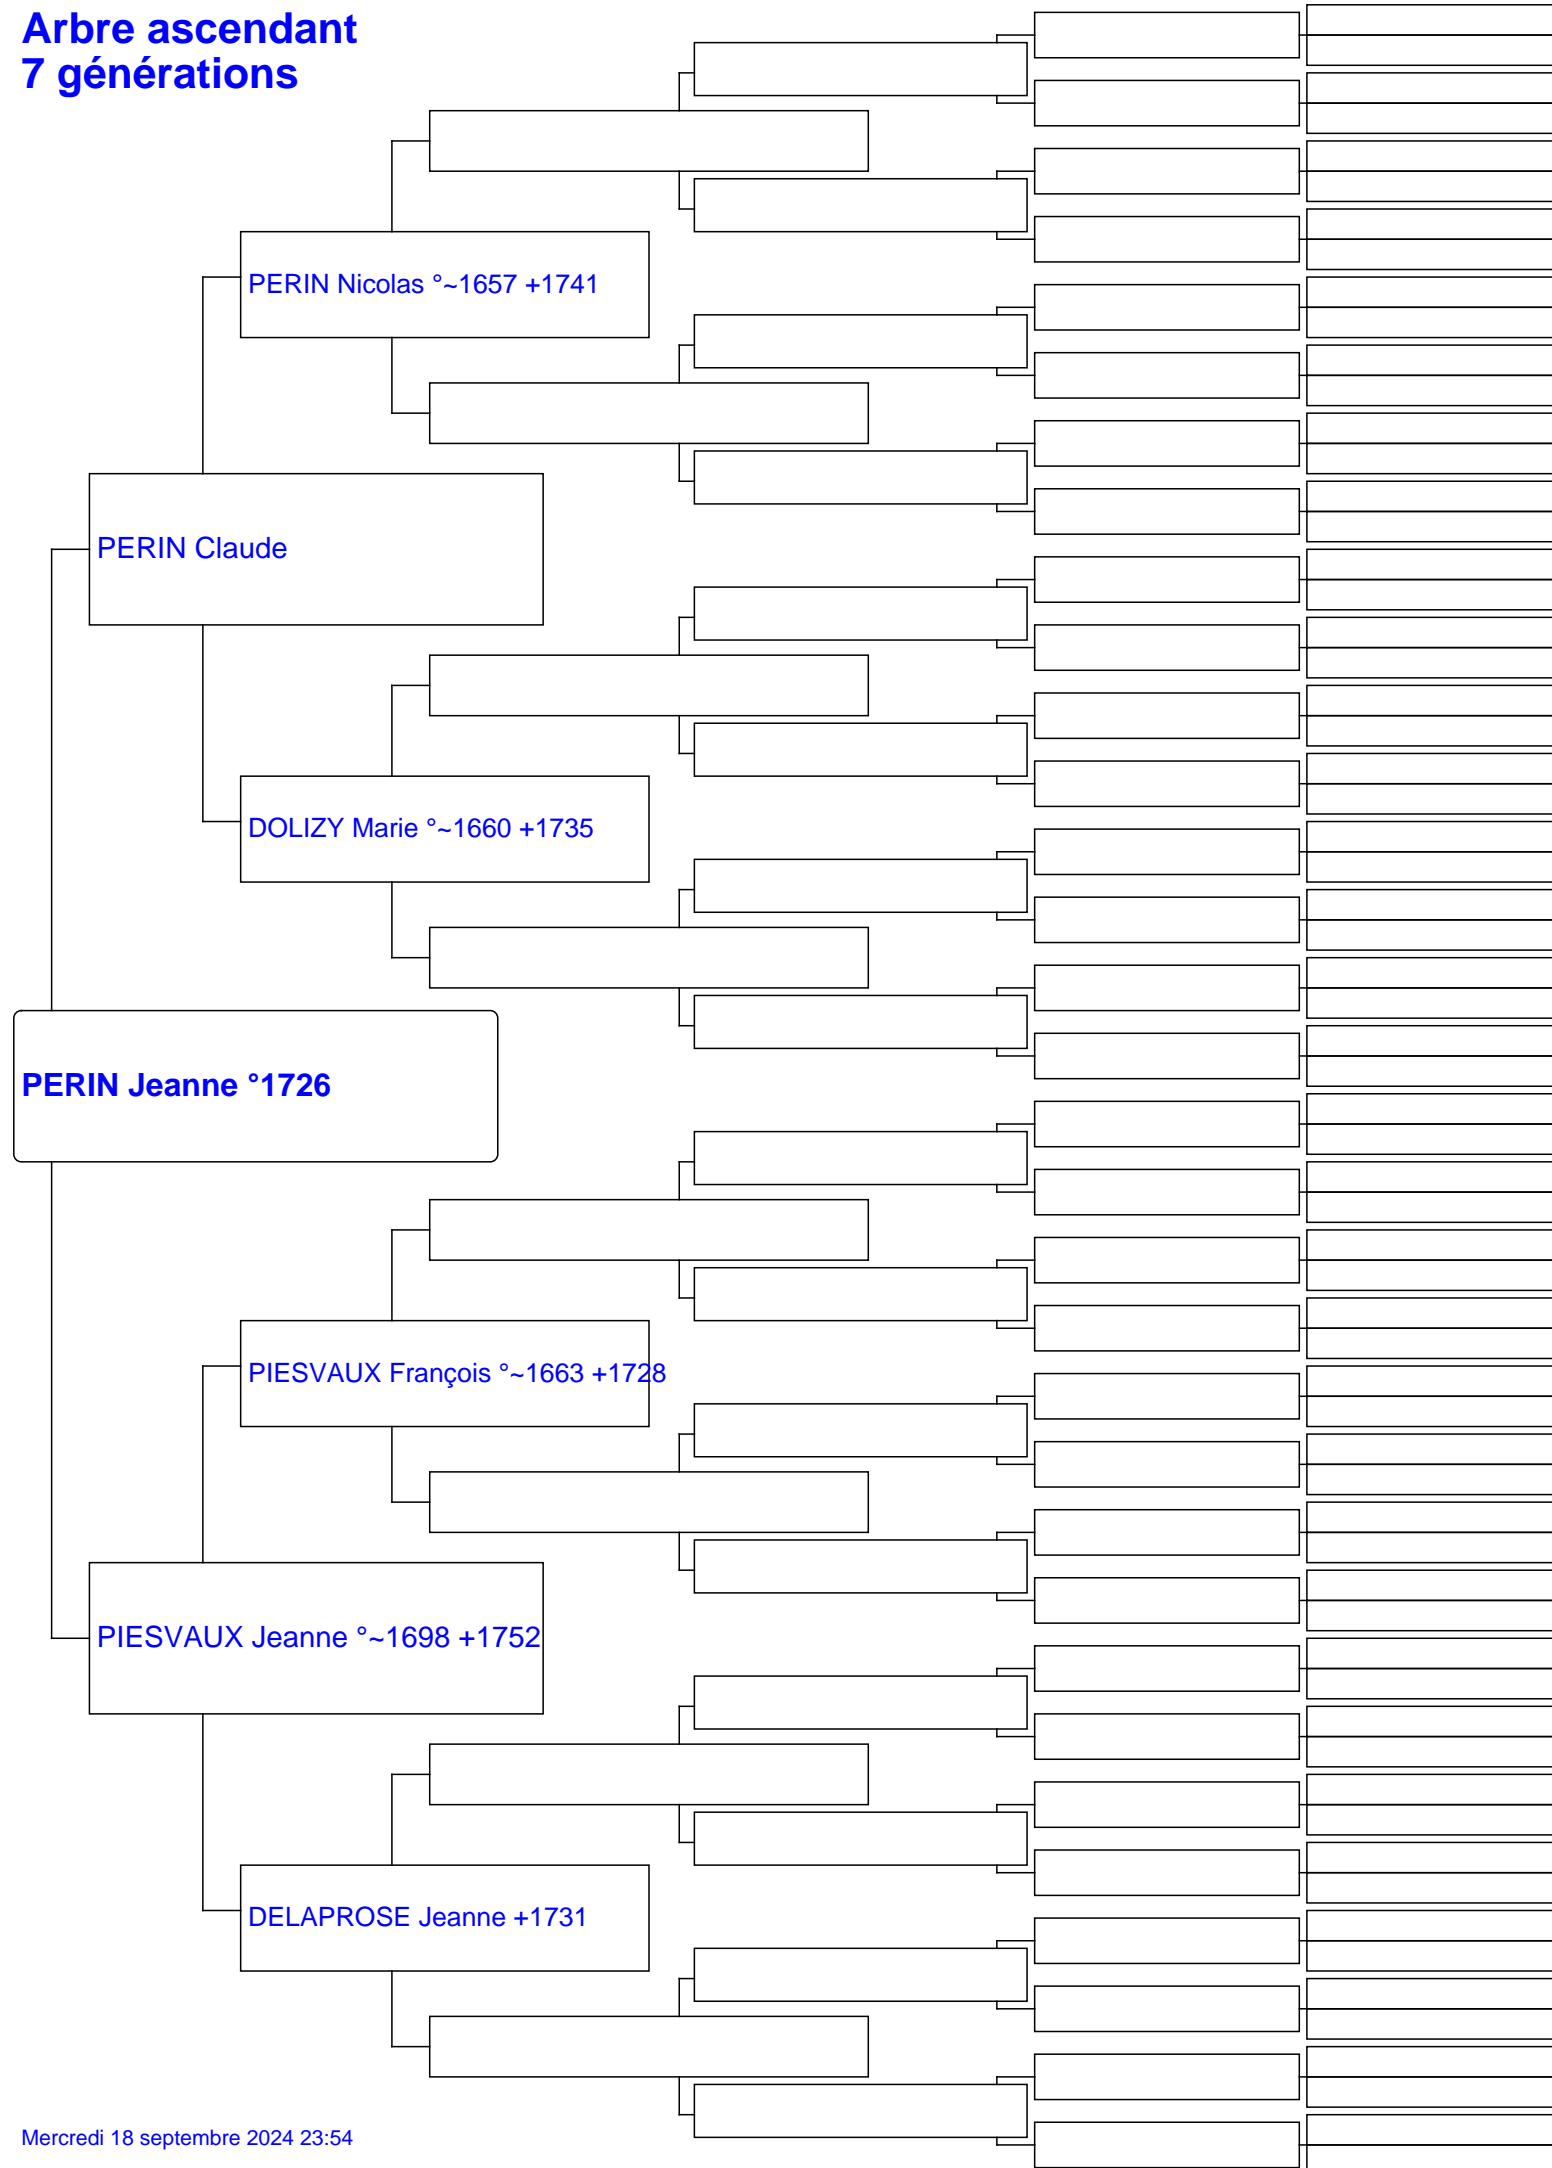 Arbre ascendant
7 générations
PERIN Nicolas °~1657 +1741
PERIN Claude
DOLIZY Marie °~1660 +1735
PERIN Jeanne °1726
PIESVAUX François °~1663 +1728
PIESVAUX Jeanne °~1698 +1752
DELAPROSE Jeanne +1731
Mercredi 18 septembre 2024 23:54